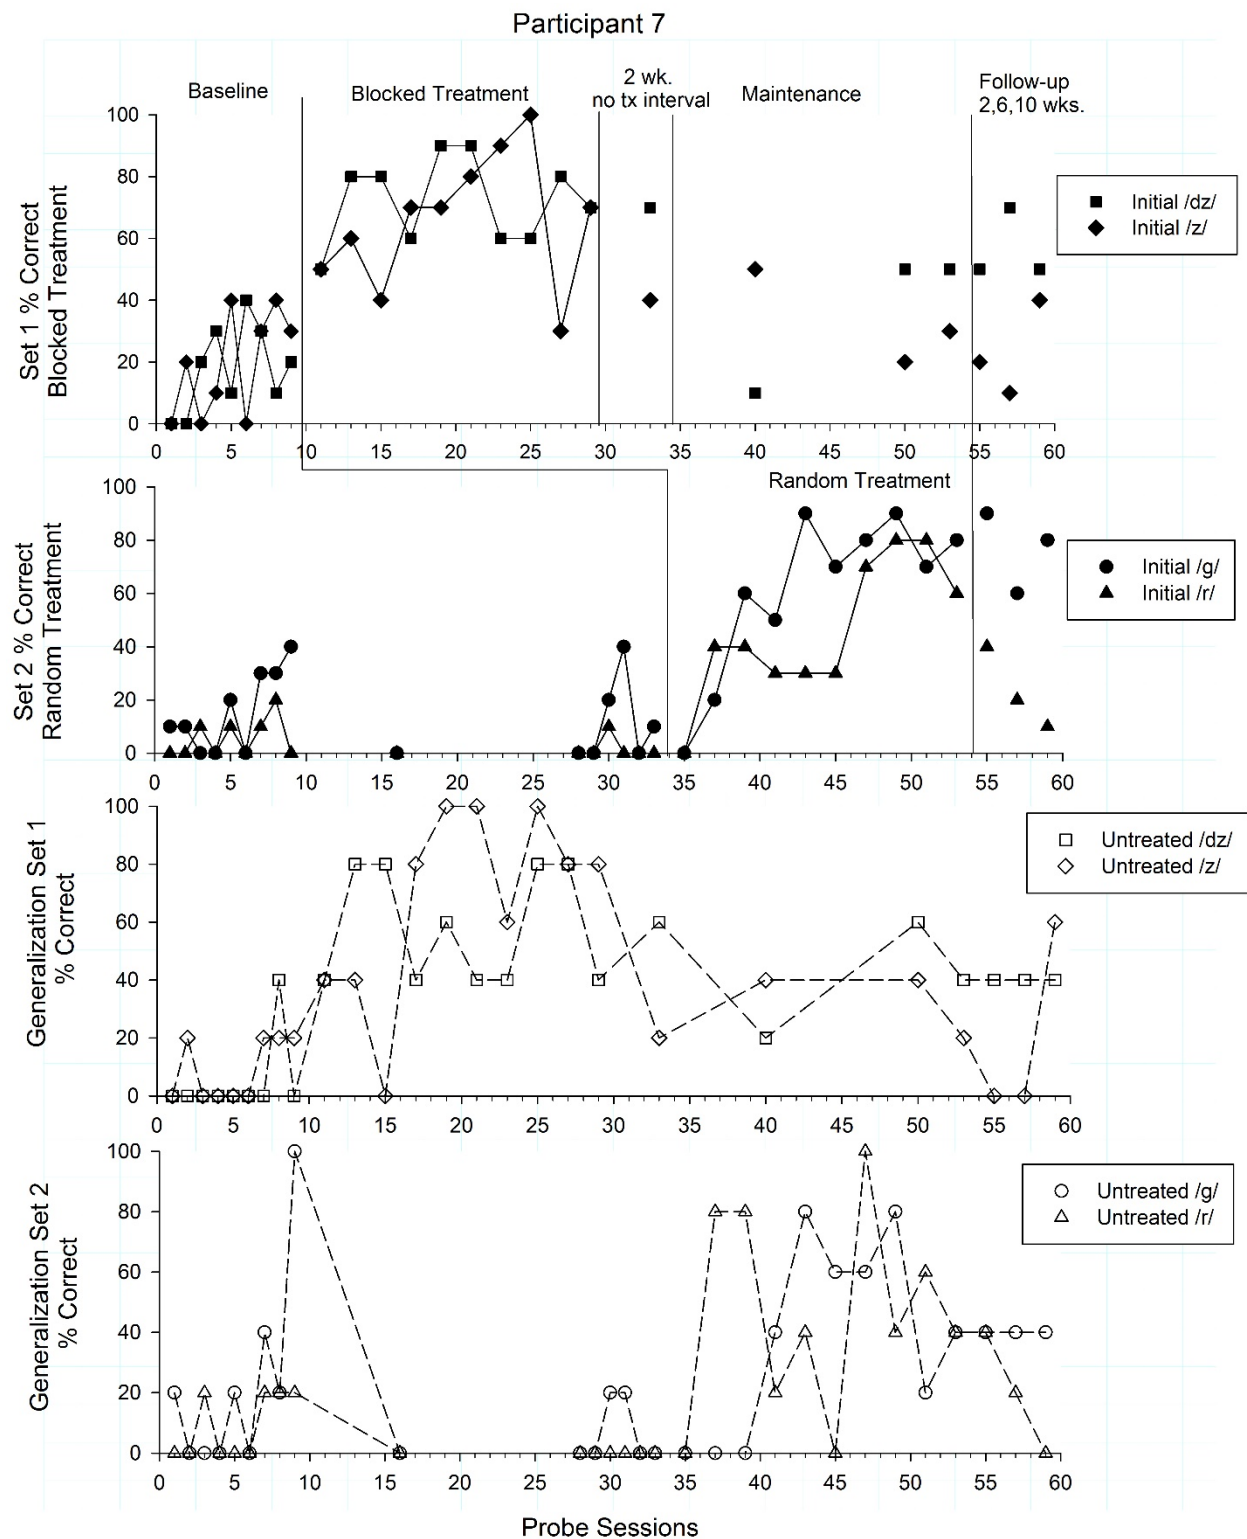 Participant 7
Baseline
Blocked Treatment
2 wk.
no tx interval
Maintenance
Follow-up
2,6,10 wks.
Set 1 % Correct
Blocked Treatment
100
80
60
40
20
0
0 5 10 15 20 25 30 35 40 45 50 55 60
Initial /dz/
Initial /z/
Set 2 % Correct
Random Treatment
Random Treatment
100
80
60
40
20
0
0 5 10 15 20 25 30 35 40 45 50 55 60
Initial /g/
Initial /r/
Generalization Set 1
% Correct
100
80
60
40
20
0
0 5 10 15 20 25 30 35 40 45 50 55 60
Untreated /dz/
Untreated /z/
Generalization Set 2
% Correct
100
80
60
40
20
0
0 5 10 15 20 25 30 35 40 45 50 55 60
Untreated /g/
Untreated /r/
Probe Sessions